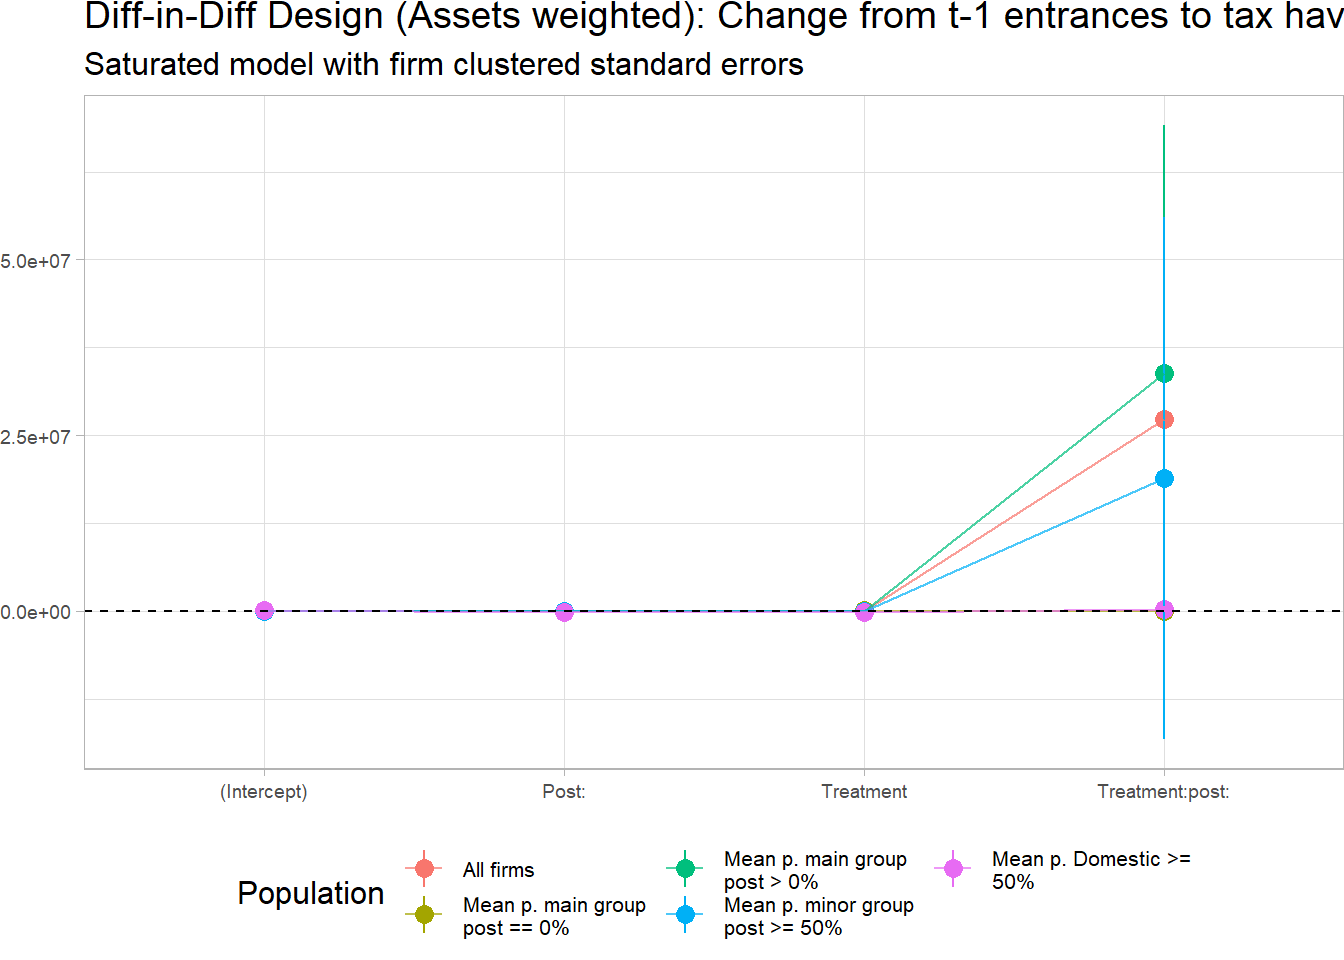 Diff-in-Diff Design (Assets weighted): Change from t-1 entrances to tax hav
Saturated model with firm clustered standard errors
5.0e+07
2.5e+07
0.0e+00
(Intercept)
Post:
Treatment
Treatment:post:
Population
All firms
Mean p. main group
post == 0%
Mean p. main group
post > 0%
Mean p. minor group
post >= 50%
Mean p. Domestic >=
50%